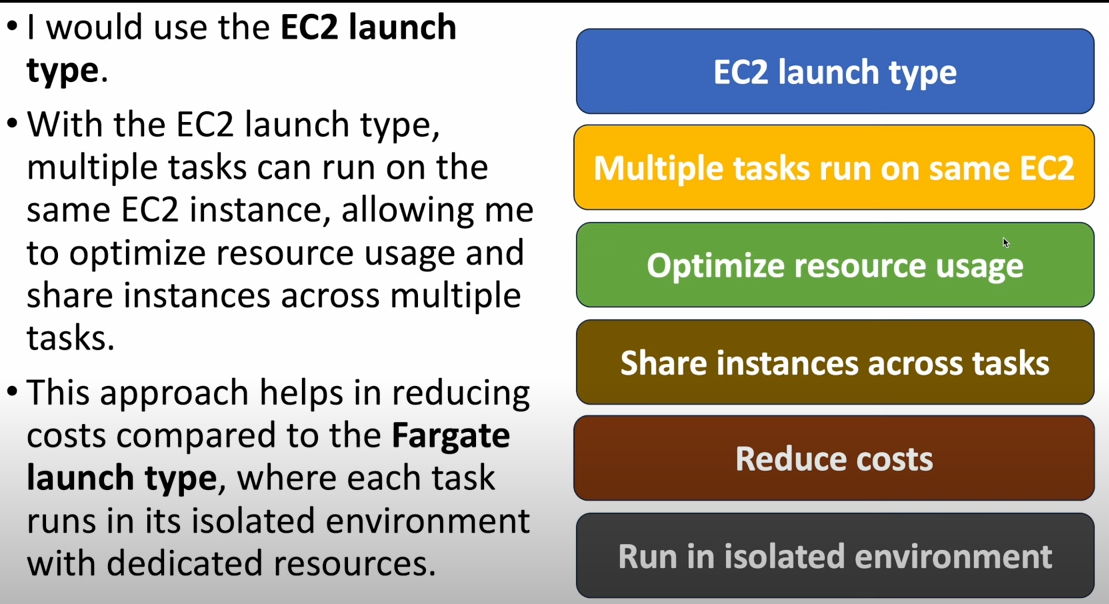 • I would use the EC2 launch
type.
• With the EC2 launch type,
multiple tasks can run on the
same EC2 instance, allowing me
to optimize resource usage and
share instances across multiple
tasks.
• This approach helps in reducing
costs compared to the Fargate
launch type, where each task
runs in its isolated environment
with dedicated resources.
EC2 launch type
Multiple tasks run on same EC2
Optimize resource usage
Share instances across tasks
Reduce costs
Run in isolated environment